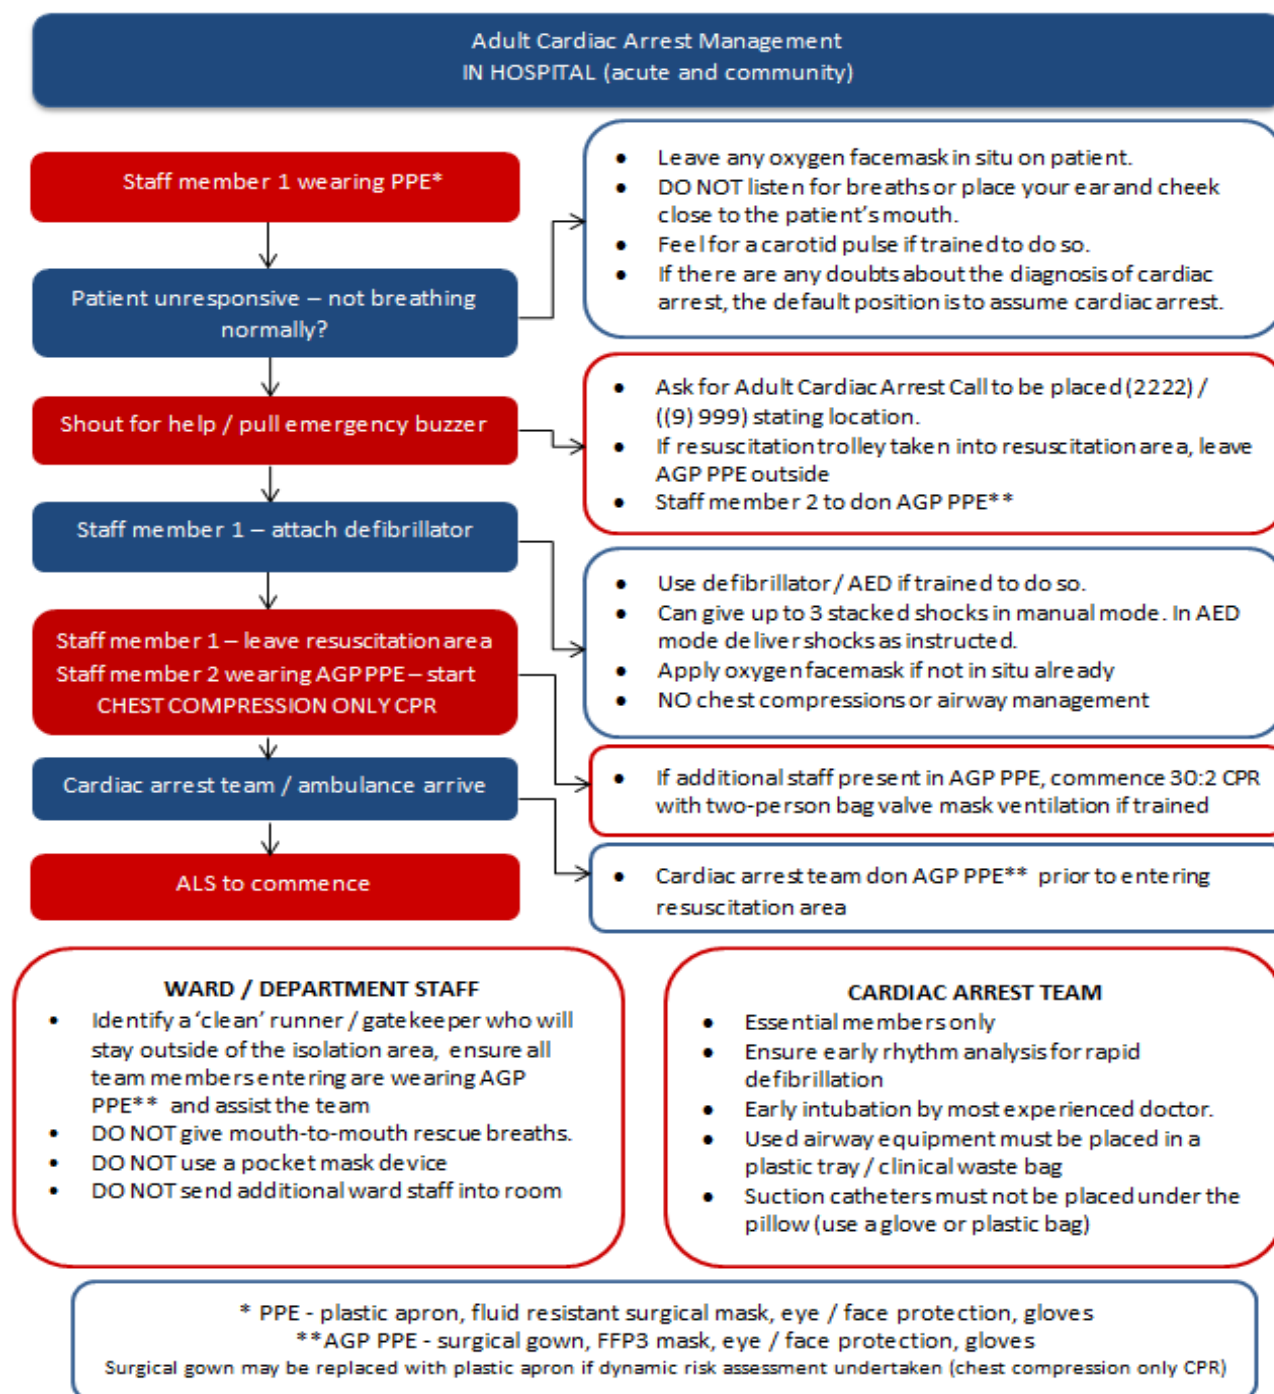 Adult Cardiac Arrest Management
IN HOSPITAL (acute and community)
Staff member 1 wearing PPE*
• Leave any oxygen facemask in situ on patient.
• DO NOT listen for breaths or place your ear and cheek
close to the patient's mouth.
• Feel for a carotid pulse if trained to do so.
• If there are any doubts about the diagnosis of cardiac
arrest, the default position is to assume cardiac arrest.
Patient unresponsive – not breathing
normally?
Shout for help / pull emergency buzzer
• Ask for Adult Cardiac Arrest Call to be placed (2222) /
((9) 999) stating location.
• If resuscitation trolley taken into resuscitation area, leave
AGP PPE outside
• Staff member 2 to don AGP PPE**
Staff member 1 – attach defibrillator
• Use defibrillator / AED if trained to do so.
• Can give up to 3 stacked shocks in manual mode. In AED
mode deliver shocks as instructed.
• Apply oxygen facemask if not in situ already
• NO chest compressions or airway management
Staff member 1 – leave resuscitation area
Staff member 2 wearing AGP PPE – start
CHEST COMPRESSION ONLY CPR
• If additional staff present in AGP PPE, commence 30:2 CPR
with two-person bag valve mask ventilation if trained
Cardiac arrest team / ambulance arrive
• Cardiac arrest team don AGP PPE** prior to entering
resuscitation area
ALS to commence
WARD / DEPARTMENT STAFF
• Identify a 'clean' runner / gatekeeper who will
stay outside of the isolation area, ensure all
team members entering are wearing AGP
PPE** and assist the team
• DO NOT give mouth-to-mouth rescue breaths.
• DO NOT use a pocket mask device
• DO NOT send additional ward staff into room
CARDIAC ARREST TEAM
• Essential members only
• Ensure early rhythm analysis for rapid
defibrillation
• Early intubation by most experienced doctor.
• Used airway equipment must be placed in a
plastic tray / clinical waste bag
• Suction catheters must not be placed under the
pillow (use a glove or plastic bag)
* PPE - plastic apron, fluid resistant surgical mask, eye / face protection, gloves
**AGP PPE - surgical gown, FFP3 mask, eye / face protection, gloves
Surgical gown may be replaced with plastic apron if dynamic risk assessment undertaken (chest compression only CPR)